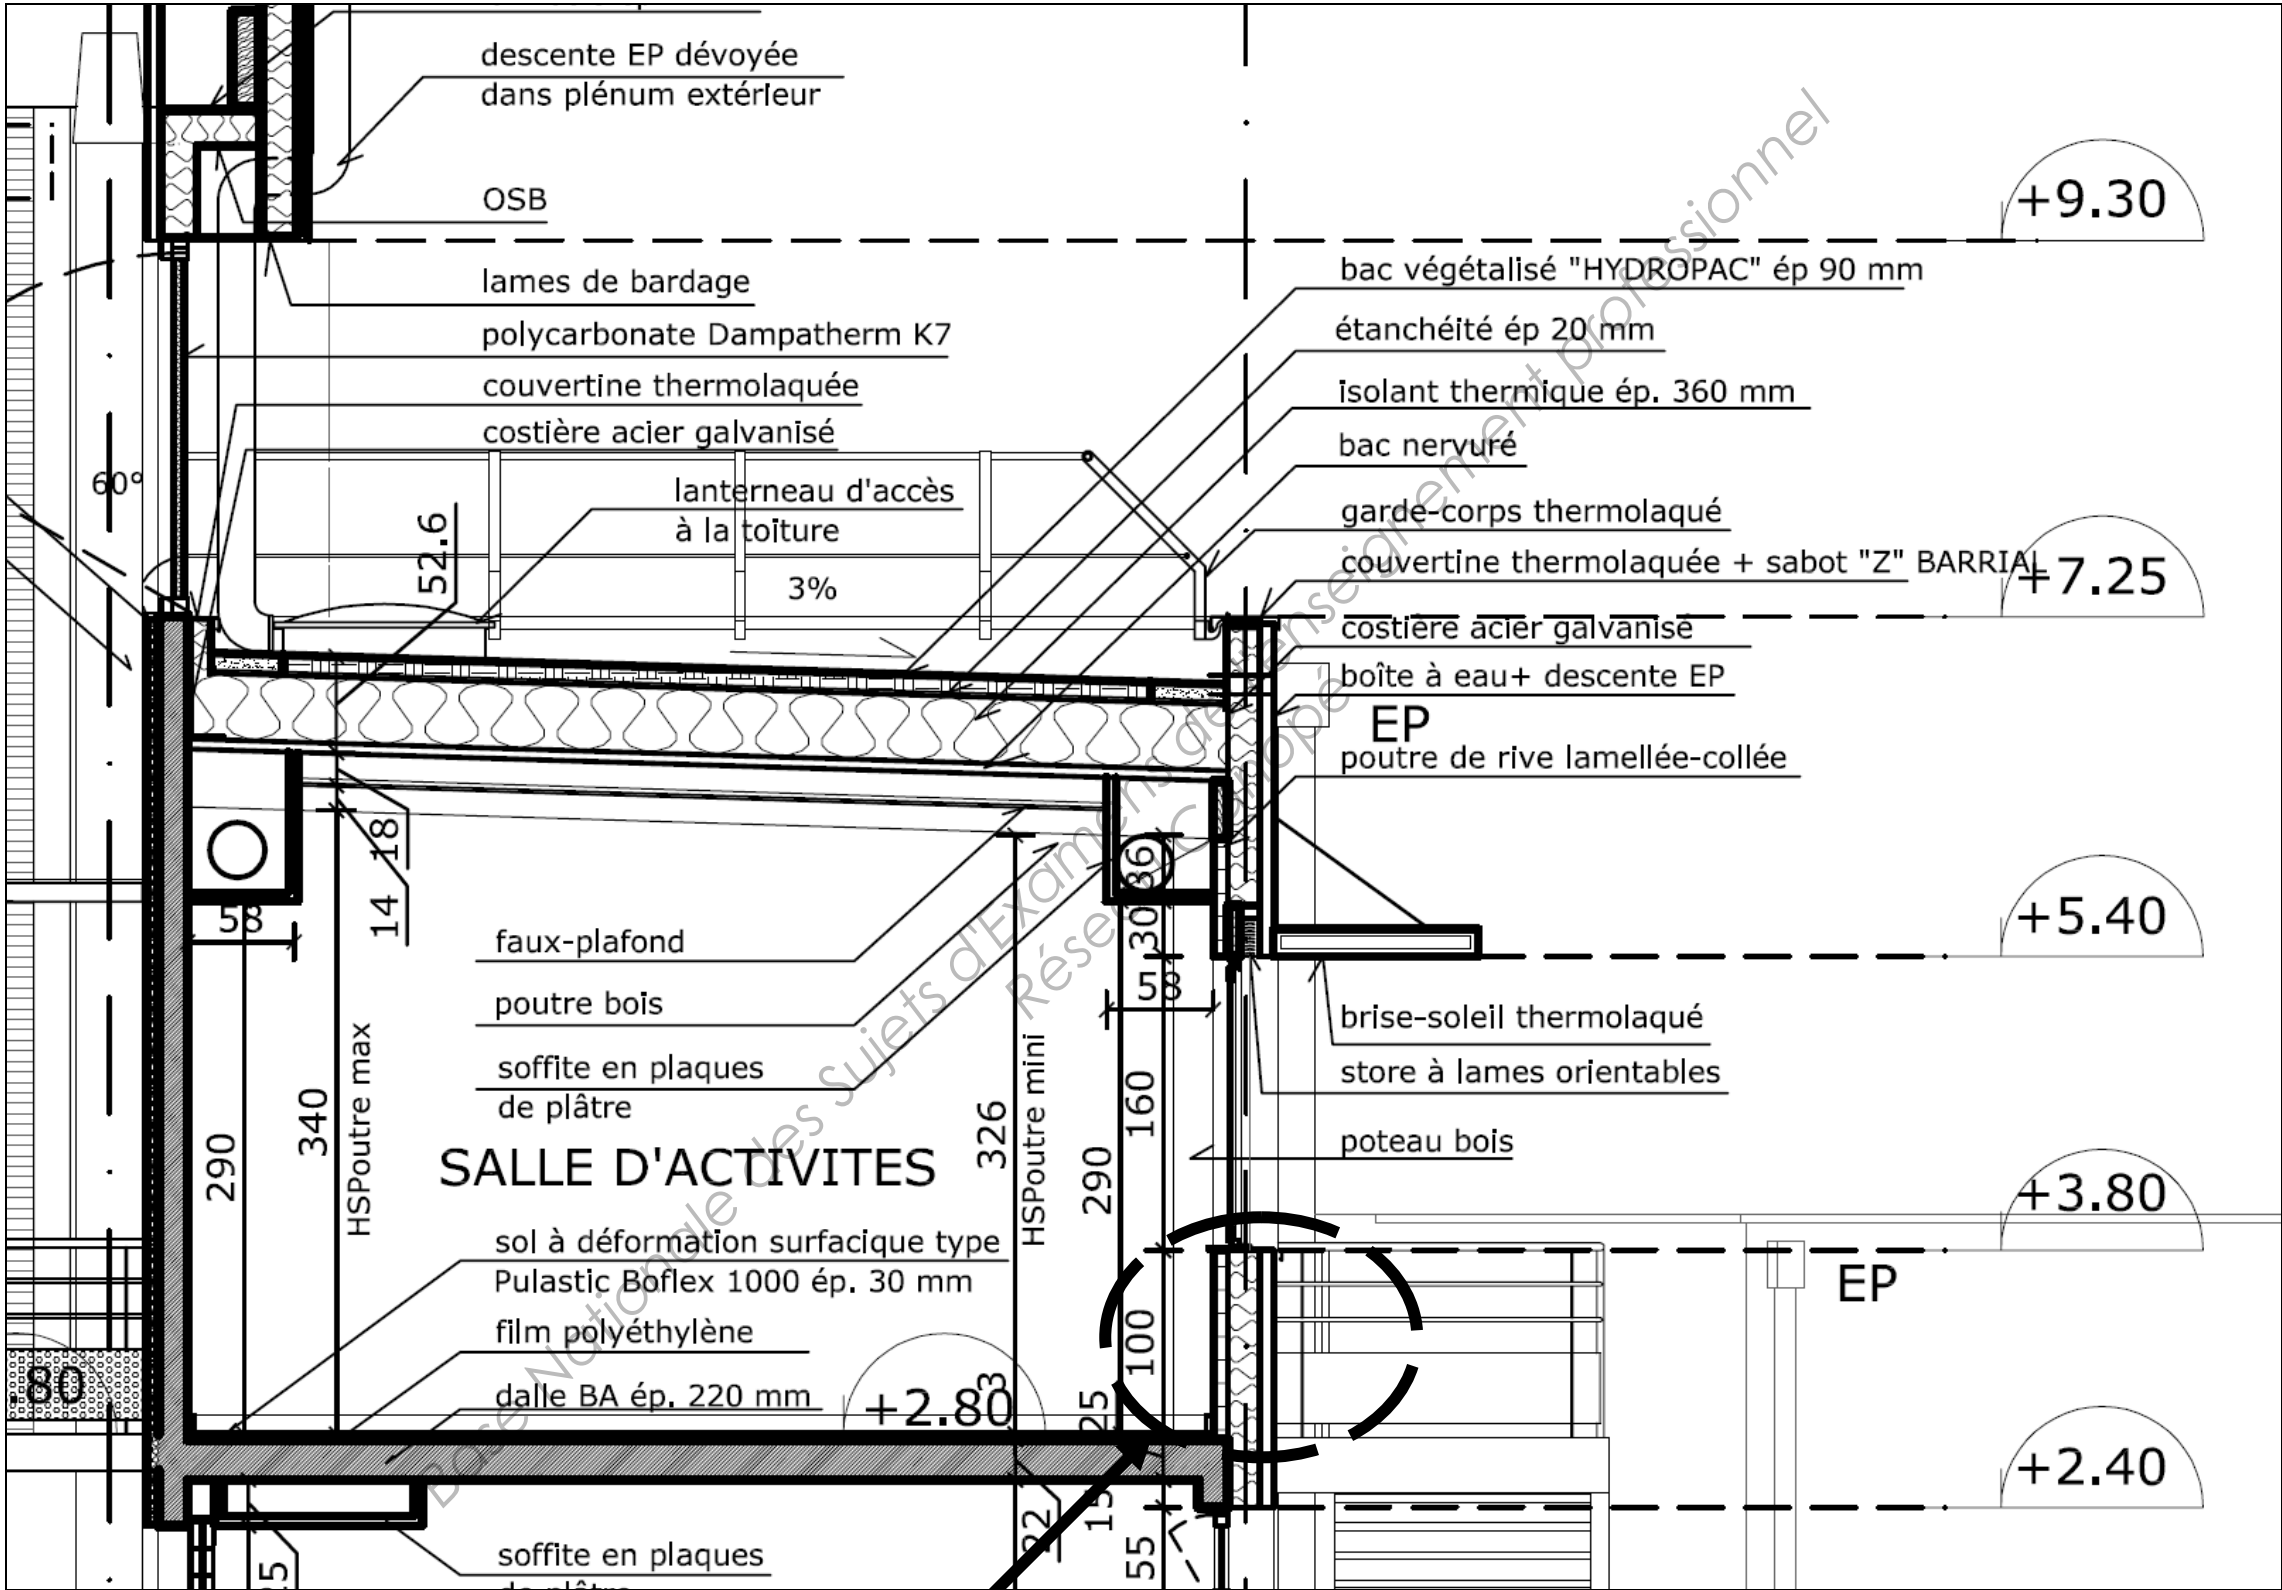 descente EP dévoyée
dans plénum extérieur
OSB
+9.30
lames de bardage
bac végétalisé "HYDROPAC" ép 90 mm
polycarbonate Dampatherm K7
étanchéité ép 20 mm
couvertine thermolaquée
isolant thermique ép. 360 mm
costière acier galvanisé
bac nervuré
60°
lanterneau d'accès
à la toiture
52.6
3%
garde-corps thermolaqué
couvertine thermolaquée + sabot "Z" BARRIAL
+7.25
costière acier galvanisé
boîte à eau+ descente EP
EP
poutre de rive lamellée-collée
18
14
58
36
30
58
+5.40
faux-plafond
poutre bois
soffite en plaques
de plâtre
brise-soleil thermolaqué
store à lames orientables
poteau bois
290
340
HSPoutre max
326
HSPoutre mini
290
160
SALLE D'ACTIVITES
+3.80
sol à déformation surfacique type
Pulastic Boflex 1000 ép. 30 mm
film polyéthylène
dalle BA ép. 220 mm
EP
.80
+2.80
3
25
100
+2.40
22
15
55
25
soffite en plaques
Base Nationale des Sujets d'Examens de l'enseignement professionnel
Réseau Canopé